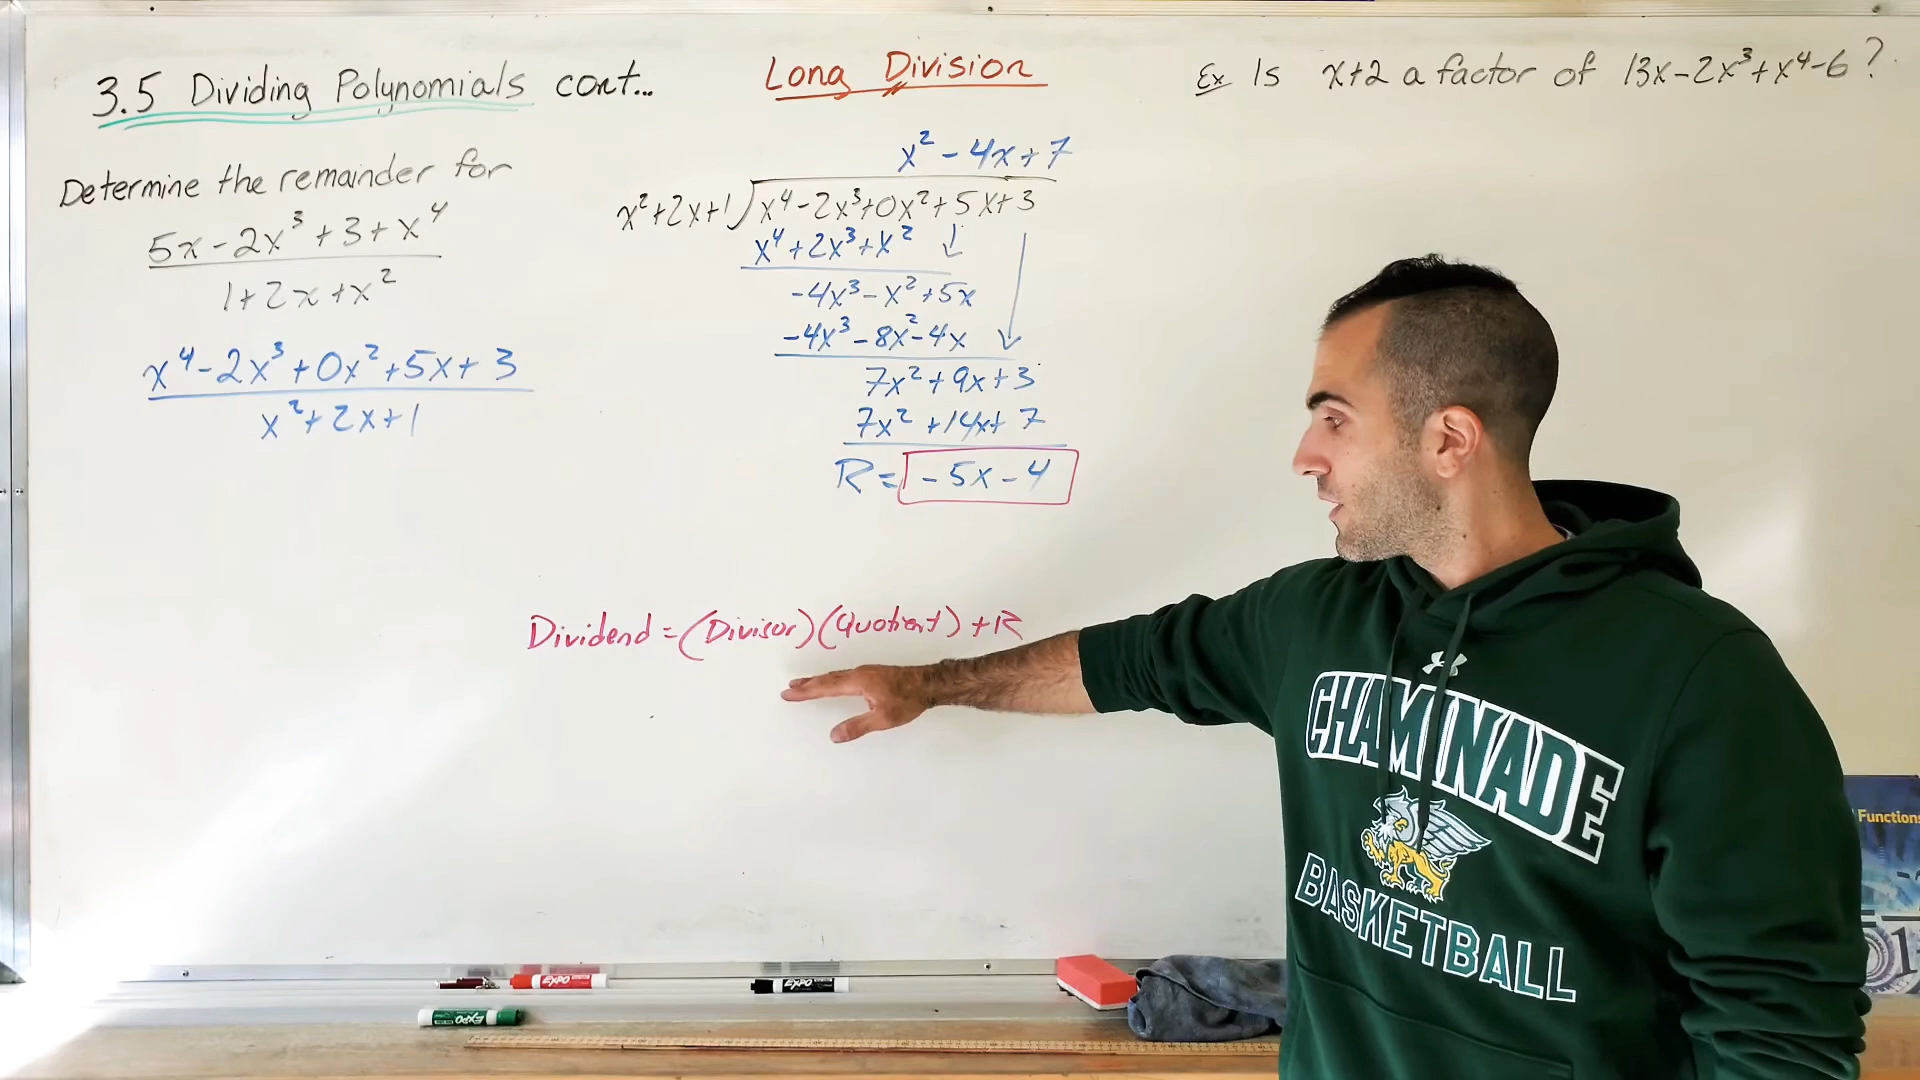 3.5 Dividing Polynomials cont...
Determine the remainder for
5x - 2x³ + 3 + x⁴
1 + 2x + x²
x⁴ - 2x³ + 0x² + 5x + 3
x² + 2x + 1
Long Division
x² - 4x + 7
x² + 2x + 1 ) x⁴ - 2x³ + 0x² + 5x + 3
x⁴ + 2x³ + x²
-4x³ - x² + 5x
-4x³ - 8x² - 4x
7x² + 9x + 3
7x² + 14x + 7
R = -5x - 4
Dividend = (Divisor)(Quotient) + R
Ex Is x+2 a factor of 13x - 2x³ + x⁴ - 6 ?
CHAMINADE
BASKETBALL
Functions
EXPO
EXPO
EXPO